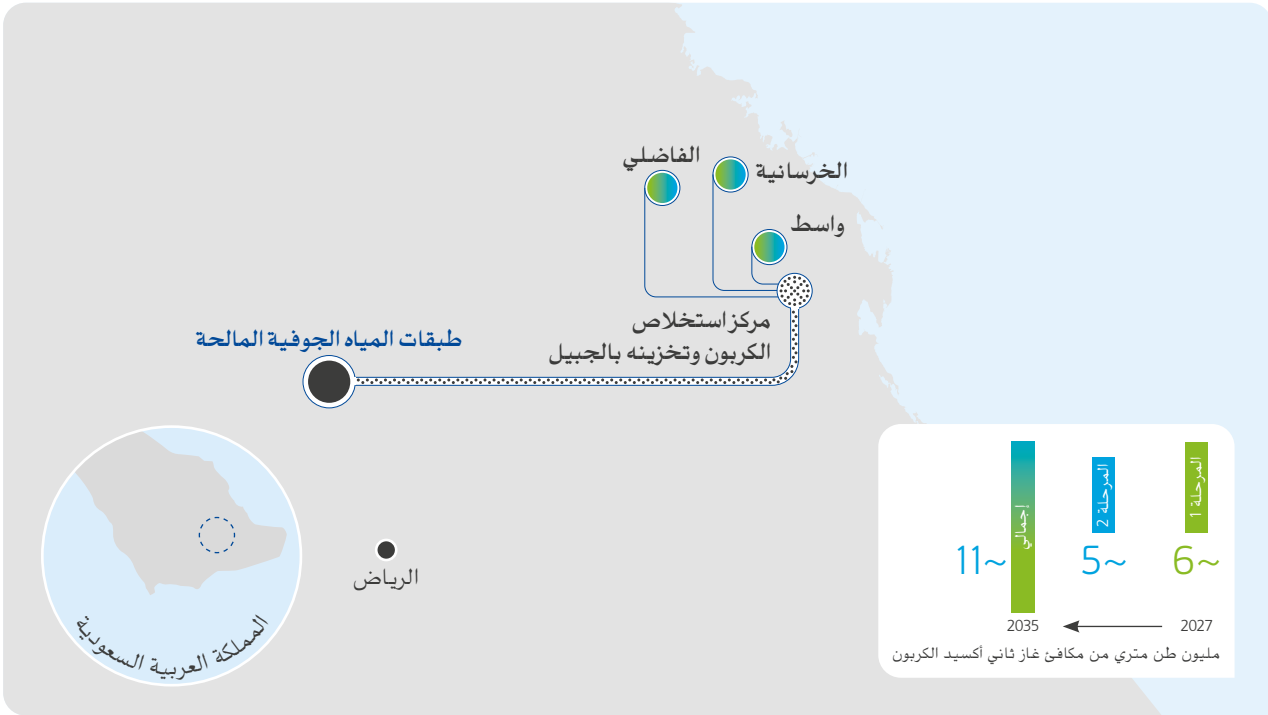 الفاضلي
الخرسانية
واسط
مركز استخلاص
الكربون وتخزينه بالجبيل
طبقات المياه الجوفية المالحة
الرياض
المملكة العربية السعودية
المرحلة 1
المرحلة 2
إجمالي
6~
5~
11~
2027
2035
مليون طن متري من مكافئ غاز ثاني أكسيد الكربون